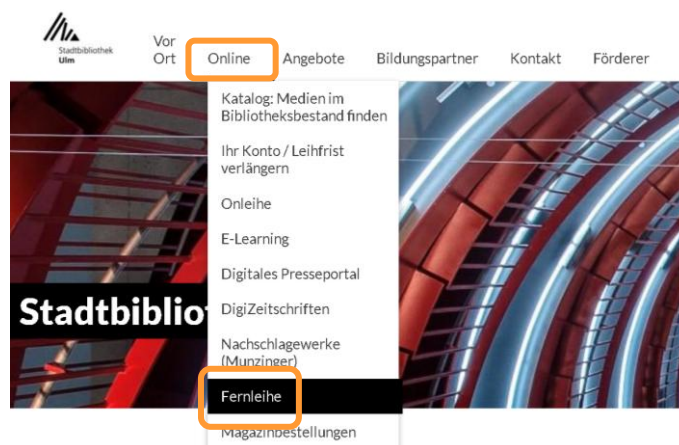 Stadtbibliothek
Ulm
Vor
Ort
Online
Angebote
Bildungspartner
Kontakt
Förderer
Katalog: Medien im
Bibliotheksbestand finden
Ihr Konto / Leihfrist
verlängern
Onleihe
E-Learning
Digitales Presseportal
DigiZeitschriften
Nachschlagewerke
(Munzinger)
Fernleihe
Magazinbestellungen
Stadtbiblio